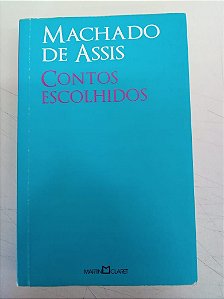 MACHADO
DE ASSIS
CONTOS
ESCOLHIDOS
MARTIN CLARET